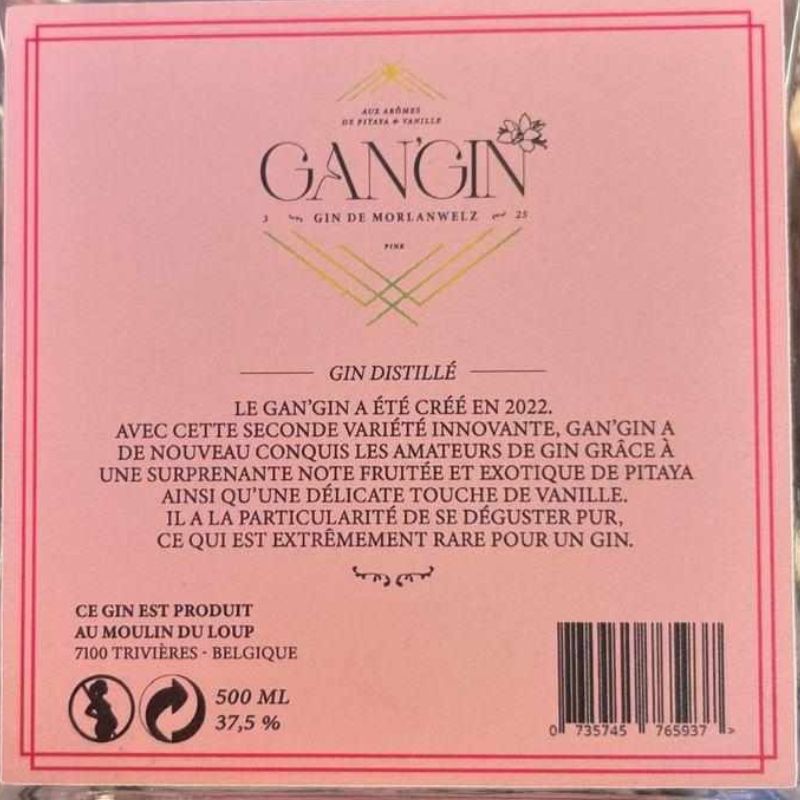 AUX ARÔMES
DE PITAYA & VANILLE
GAN'GIN
3 GIN DE MORLANWELZ 25
PINK
GIN DISTILLÉ
LE GAN'GIN A ÉTÉ CRÉÉ EN 2022.
AVEC CETTE SECONDE VARIÉTÉ INNOVANTE, GAN'GIN A
DE NOUVEAU CONQUIS LES AMATEURS DE GIN GRÂCE À
UNE SURPRENANTE NOTE FRUITÉE ET EXOTIQUE DE PITAYA
AINSI QU'UNE DÉLICATE TOUCHE DE VANILLE.
IL A LA PARTICULARITÉ DE SE DÉGUSTER PUR,
CE QUI EST EXTRÊMEMENT RARE POUR UN GIN.
CE GIN EST PRODUIT
AU MOULIN DU LOUP
7100 TRIVIÈRES - BELGIQUE
500 ML
37,5 %
0 735745 765937 >